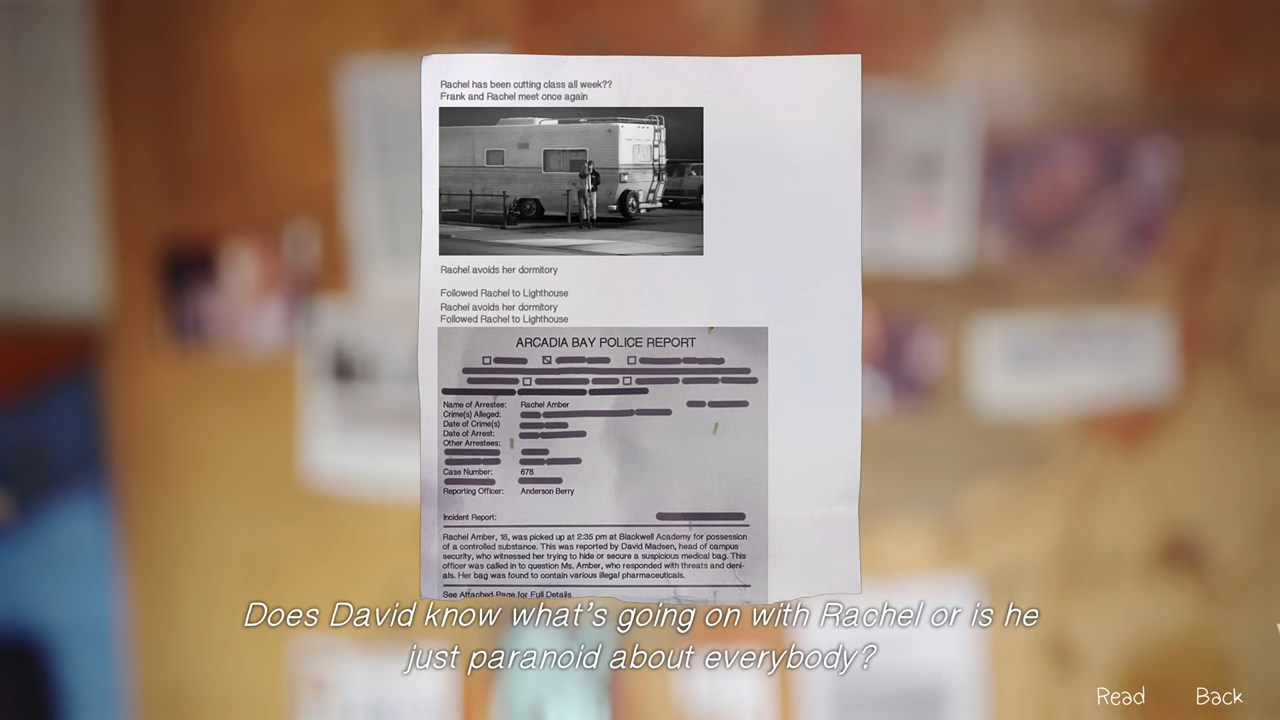 Rachel has been cutting class all week??
Frank and Rachel meet once again
Rachel avoids her dormitory
Followed Rachel to Lighthouse
Rachel avoids her dormitory
Followed Rachel to Lighthouse
ARCADIA BAY POLICE REPORT
Name of Arrestee: Rachel Amber
Crime(s) Alleged:
Date of Crime(s)
Date of Arrest:
Other Arrestees:
Case Number: 678
Reporting Officer: Anderson Berry
Incident Report:
Rachel Amber, 18, was picked up at 2:35 pm at Blackwell Academy for possession
of a controlled substance. This was reported by David Madsen, head of campus
security, who witnessed her trying to hide or secure a suspicious medical bag. This
officer was called in to question Ms. Amber, who responded with threats and deni-
als. Her bag was found to contain various illegal pharmaceuticals.
See Attached Page for Full Details
Does David know what's going on with Rachel or is he
just paranoid about everybody?
Read Back